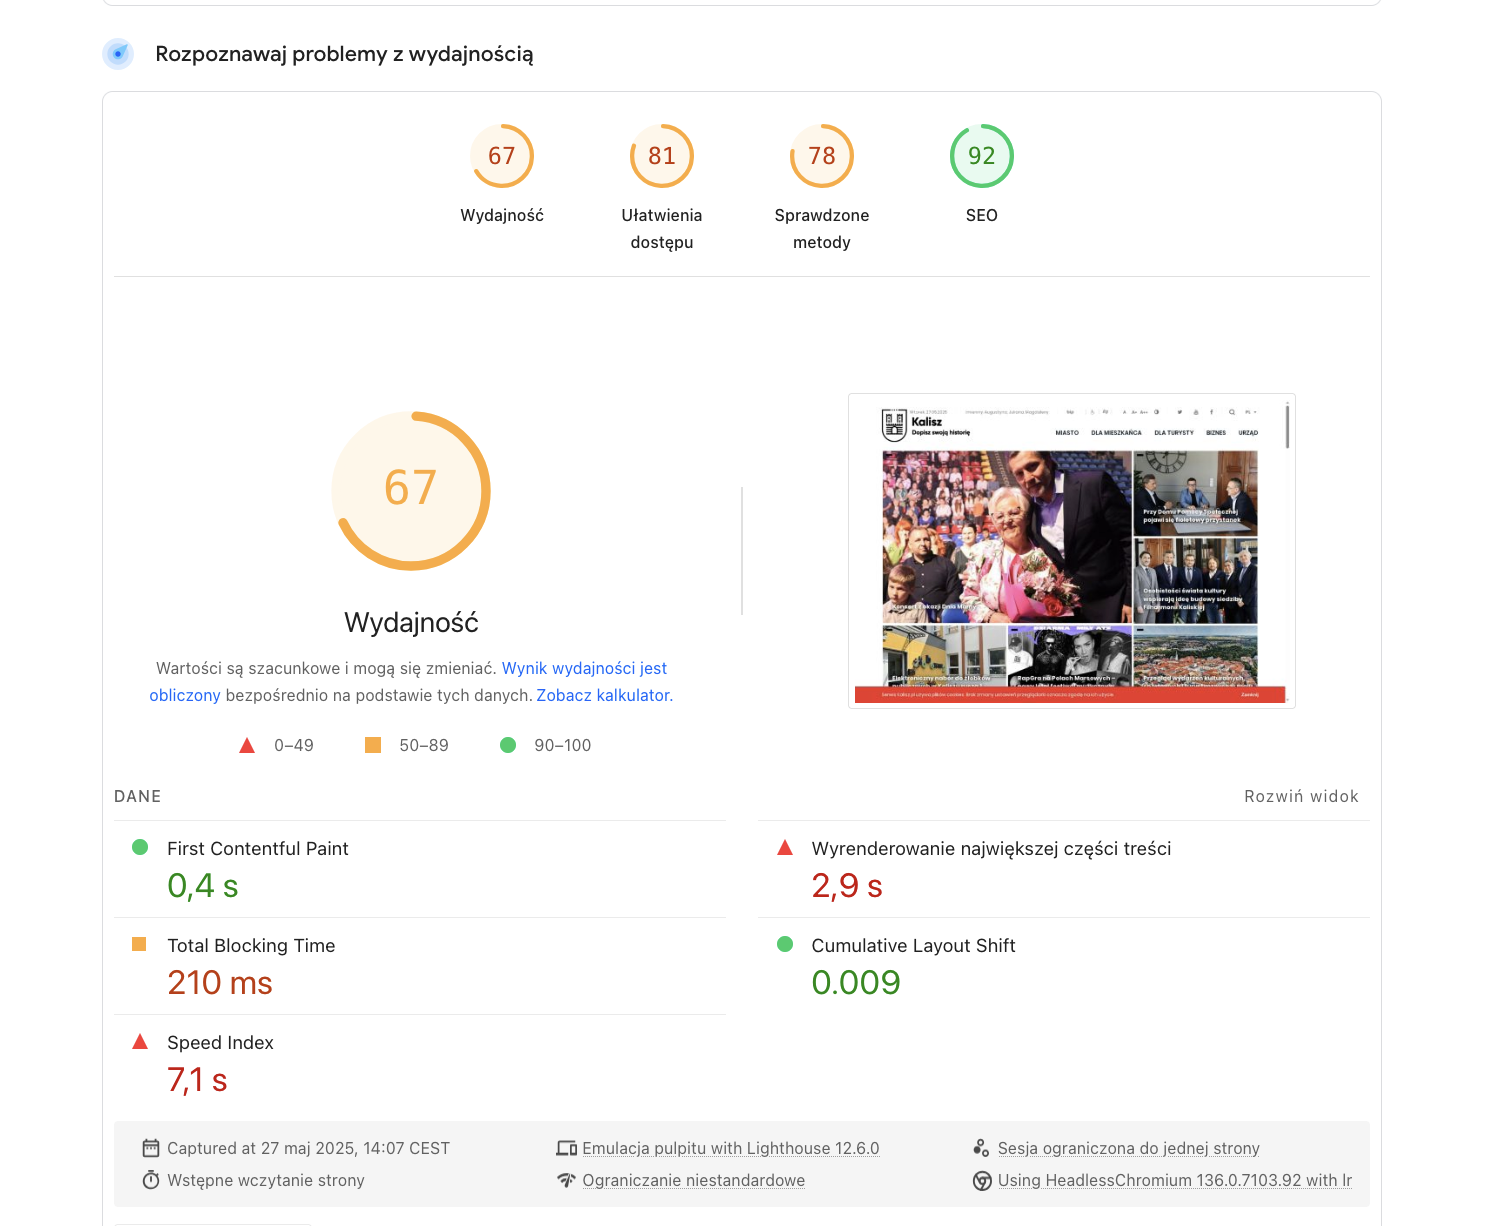 Rozpoznawaj problemy z wydajnością
67
81
78
92
Wydajność
Ułatwienia
dostępu
Sprawdzone
metody
SEO
67
Wydajność
Wartości są szacunkowe i mogą się zmieniać. Wynik wydajności jest
obliczony bezpośrednio na podstawie tych danych. Zobacz kalkulator.
0–49
50–89
90–100
Kalisz
Dopisz swoją historię
MIASTO
DLA MIESZKAŃCA
DLA TURYSTY
BIZNES
URZĄD
Przy Domu Pomocy Społecznej
pojawi się fioletowy przystanek
Osobistości świata kultury
wspierają ideę budowy siedziby
Filharmonii Kaliskiej
Koncert z okazji Dnia Matki
Elektroniczny nabór do żłobków
RapGra na Polach Marsowych –
Przegląd wydarzeń kulturalnych,
DANE
Rozwiń widok
First Contentful Paint
0,4 s
Wyrenderowanie największej części treści
2,9 s
Total Blocking Time
210 ms
Cumulative Layout Shift
0.009
Speed Index
7,1 s
Captured at 27 maj 2025, 14:07 CEST
Emulacja pulpitu with Lighthouse 12.6.0
Sesja ograniczona do jednej strony
Wstępne wczytanie strony
Ograniczanie niestandardowe
Using HeadlessChromium 136.0.7103.92 with lr